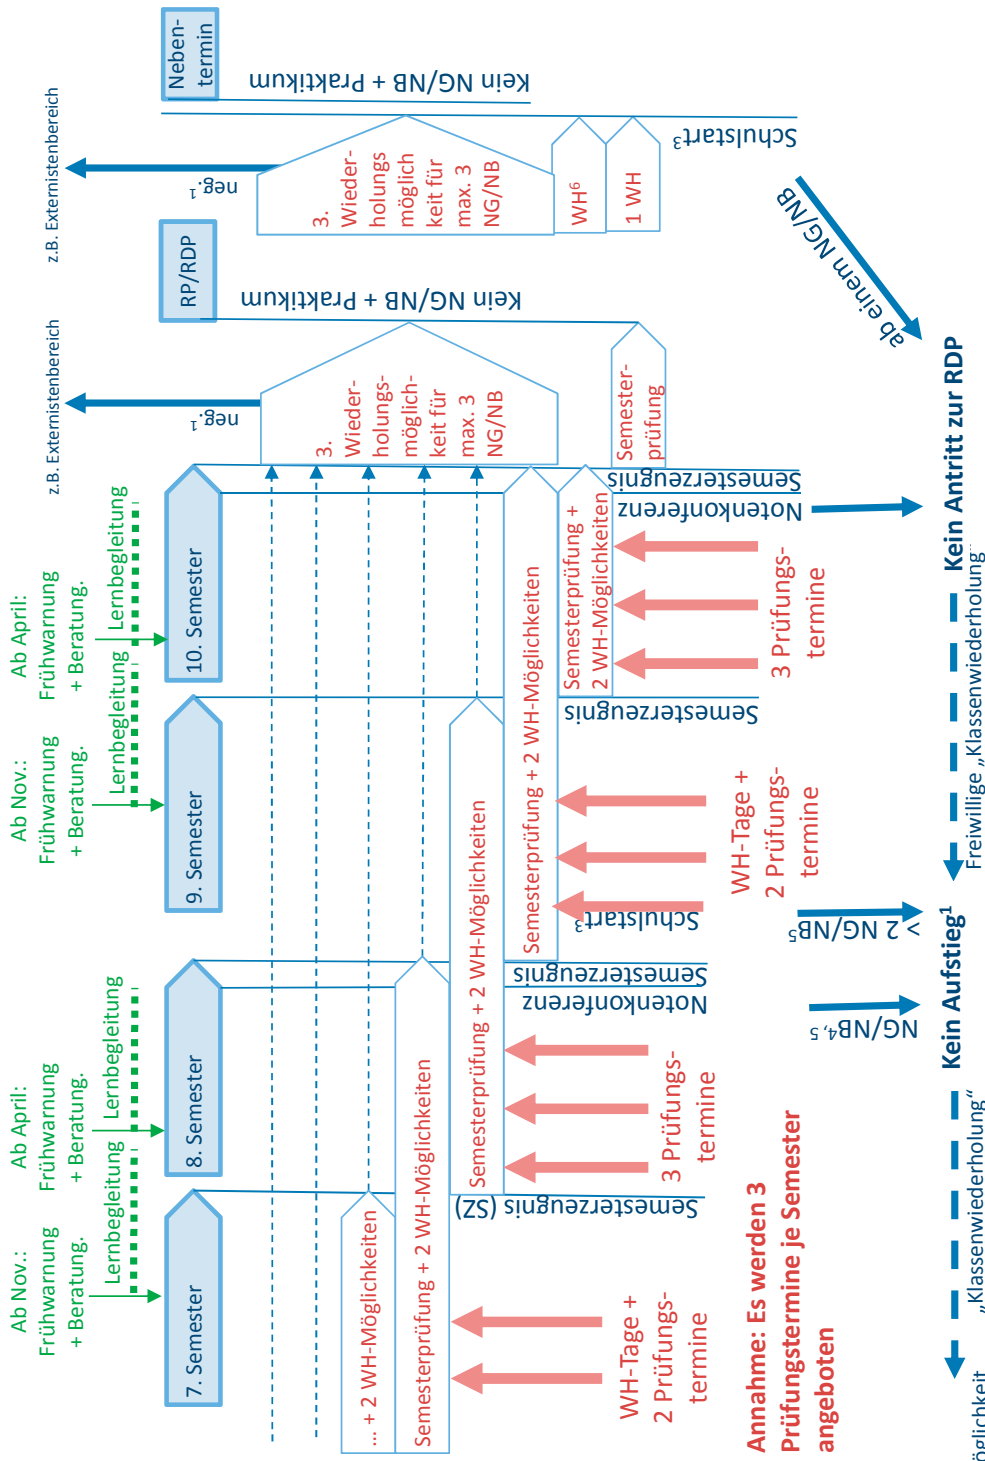 Ab Nov.:
Frühwarnung
+ Beratung.
Lernbegleitung
Ab April:
Frühwarnung
+ Beratung.
Lernbegleitung
Ab Nov.:
Frühwarnung
+ Beratung.
Lernbegleitung
Ab April:
Frühwarnung
+ Beratung.
Lernbegleitung
z.B. Externistenbereich
z.B. Externistenbereich
7. Semester
8. Semester
9. Semester
10. Semester
RP/RDP
Neben-
termin
neg.¹
neg.¹
3.
Wieder-
holungs-
möglich-
keit für
max. 3
NG/NB
3.
Wieder-
holungs
möglich
keit für
max. 3
NG/NB
Kein NG/NB + Praktikum
Kein NG/NB + Praktikum
... + 2 WH-Möglichkeiten
Semesterprüfung + 2 WH-Möglichkeiten
Semesterprüfung + 2 WH-Möglichkeiten
Semesterprüfung + 2 WH-Möglichkeiten
Semesterprüfung +
2 WH-Möglichkeiten
Semester-
prüfung
WH⁶
1 WH
Semesterzeugnis (SZ)
Notenkonferenz
Semesterzeugnis
Schulstart³
Semesterzeugnis
Notenkonferenz
Semesterzeugnis
Schulstart³
WH-Tage +
2 Prüfungs-
termine
3 Prüfungs-
termine
WH-Tage +
2 Prüfungs-
termine
3 Prüfungs-
termine
Annahme: Es werden 3
Prüfungstermine je Semester
angeboten
NG/NB⁴,⁵
> 2 NG/NB⁵
ab einem NG/NB
Kein Aufstieg¹
Kein Antritt zur RDP
öglichkeit
„Klassenwiederholung“
Freiwillige „Klassenwiederholung“